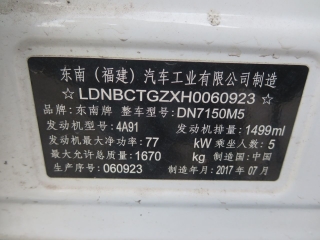 东南（福建）汽车工业有限公司制造
☆LDNBCTGZXH0060923☆
品牌：东南牌 整车型号：DN7150M5
发动机型号：4A91 发动机排量：1499ml
发动机最大净功率：77 kW 乘坐人数：5
最大允许总质量：1670 kg 制造国：中国
生产序号：060923 制造年月：2017年07月